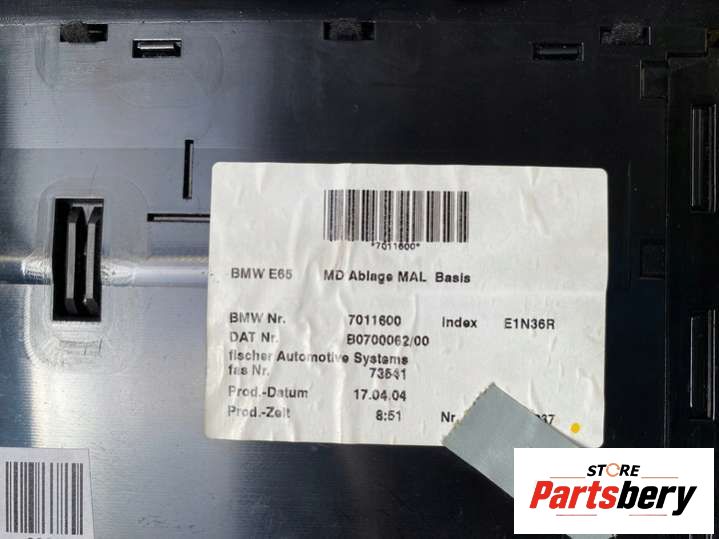 *7011600*
BMW E65 MD Ablage MAL Basis
BMW Nr. 7011600 Index E1N36R
DAT Nr. B0700062/00
fischer Automotive Systems
fas Nr.
Prod.-Datum 17.04.04
Prod.-Zeit 8:51 Nr
STORE
Partsbery